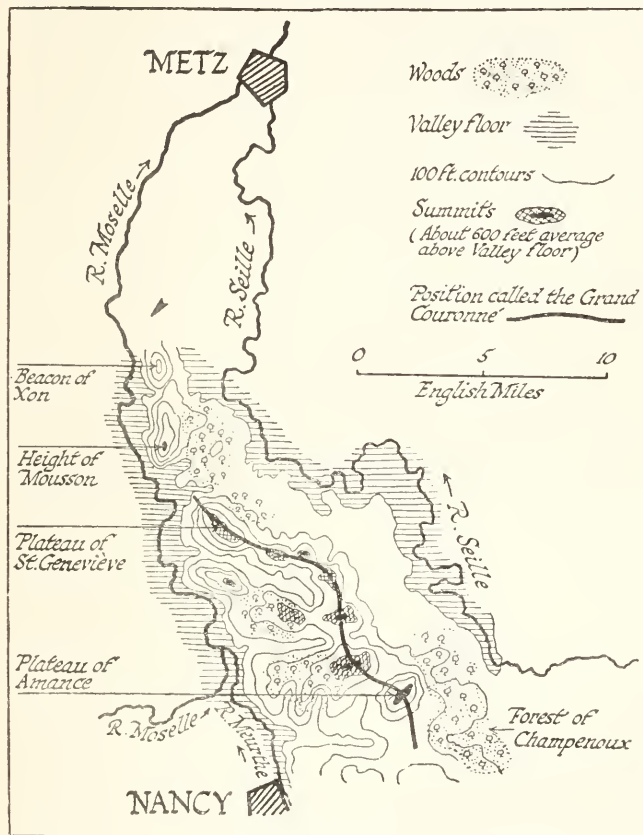 METZ
Woods
Valley floor
100 ft. contours
Summits
(About 600 feet average
above Valley floor)
Position called the Grand
Couronné
0 5 10
English Miles
R. Moselle
R. Seille
Beacon of
Xon
Height of
Mousson
Plateau of
St. Geneviève
R. Seille
Plateau of
Amance
R. Moselle
R. Meurthe
Forest of
Champenoux
NANCY